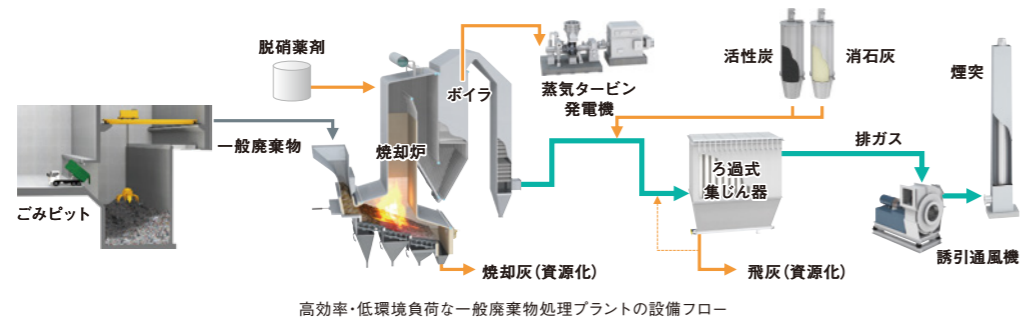 脱硝薬剤
ボイラ
蒸気タービン
発電機
活性炭
消石灰
煙突
一般廃棄物
焼却炉
排ガス
ろ過式
集じん器
ごみピット
誘引通風機
焼却灰(資源化)
飛灰(資源化)
高効率・低環境負荷な一般廃棄物処理プラントの設備フロー